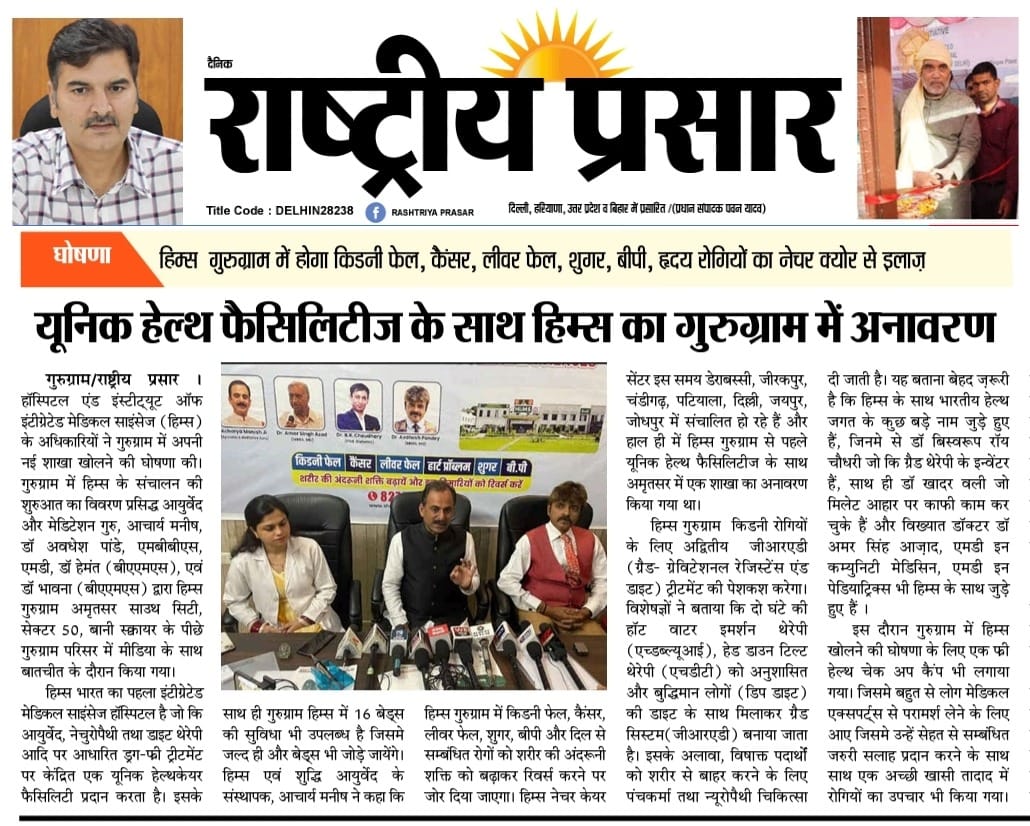 दैनिक
राष्ट्रीय प्रसार
Title Code : DELHIN28238
RASHTRIYA PRASAR
दिल्ली, हरियाणा, उत्तर प्रदेश व बिहार में प्रसारित /(प्रधान संपादक पवन यादव)
घोषणा
हिम्स गुरुग्राम में होगा किडनी फेल, कैंसर, लीवर फेल, शुगर, बीपी, हृदय रोगियों का नेचर क्योर से इलाज़
यूनिक हेल्थ फैसिलिटीज के साथ हिम्स का गुरुग्राम में अनावरण
गुरुग्राम/राष्ट्रीय प्रसार ।
हॉस्पिटल एंड इंस्टीट्यूट ऑफ
इंटीग्रेटेड मेडिकल साइंसेज (हिम्स)
के अधिकारियों ने गुरुग्राम में अपनी
नई शाखा खोलने की घोषणा की।
गुरुग्राम में हिम्स के संचालन की
शुरुआत का विवरण प्रसिद्ध आयुर्वेद
और मेडिटेशन गुरु, आचार्य मनीष,
डॉ अवधेश पांडे, एमबीबीएस,
एमडी, डॉ हेमंत (बीएएमएस), एवं
डॉ भावना (बीएएमएस) द्वारा हिम्स
गुरुग्राम अमृतसर साउथ सिटी,
सेक्टर 50, बानी स्क्वायर के पीछे
गुरुग्राम परिसर में मीडिया के साथ
बातचीत के दौरान किया गया।
हिम्स भारत का पहला इंटीग्रेटेड
मेडिकल साइंसेज हॉस्पिटल है जो कि
आयुर्वेद, नेचुरोपैथी तथा डाइट थेरेपी
आदि पर आधारित ड्रग-फ्री ट्रीटमेंट
पर केंद्रित एक यूनिक हेल्थकेयर
फैसिलिटी प्रदान करता है। इसके
Dr. Amar Singh Azad
Dr. B.R. Chaudhary
Dr. Avdhesh Pandey
किडनी फेल कैंसर लीवर फेल हार्ट प्रॉब्लम शुगर बी.पी
शरीर की अंदरूनी शक्ति बढ़ायें और
रिवर्स करें
साथ ही गुरुग्राम हिम्स में 16 बेड्स
की सुविधा भी उपलब्ध है जिसमे
जल्द ही और बेड्स भी जोड़े जायेंगे।
हिम्स एवं शुद्धि आयुर्वेद के
संस्थापक, आचार्य मनीष ने कहा कि
हिम्स गुरुग्राम में किडनी फेल, कैंसर,
लीवर फेल, शुगर, बीपी और दिल से
सम्बंधित रोगों को शरीर की अंदरूनी
शक्ति को बढ़ाकर रिवर्स करने पर
जोर दिया जाएगा। हिम्स नेचर केयर
सेंटर इस समय डेराबस्सी, जीरकपुर,
चंडीगढ़, पटियाला, दिल्ली, जयपुर,
जोधपुर में संचालित हो रहे हैं और
हाल ही में हिम्स गुरुग्राम से पहले
यूनिक हेल्थ फैसिलिटीज के साथ
अमृतसर में एक शाखा का अनावरण
किया गया था।
हिम्स गुरुग्राम किडनी रोगियों
के लिए अद्वितीय जीआरएडी
(ग्रैड- ग्रेविटेशनल रेजिस्टेंस एंड
डाइट) ट्रीटमेंट की पेशकश करेगा।
विशेषज्ञों ने बताया कि दो घंटे की
हॉट वाटर इमर्शन थेरेपी
(एचडब्ल्यूआई), हेड डाउन टिल्ट
थेरेपी (एचडीटी) को अनुशासित
और बुद्धिमान लोगों (डिप डाइट)
की डाइट के साथ मिलाकर ग्रैड
सिस्टम(जीआरएडी) बनाया जाता
है। इसके अलावा, विषाक्त पदार्थों
को शरीर से बाहर करने के लिए
पंचकर्मा तथा न्यूरोपैथी चिकित्सा
दी जाती है। यह बताना बेहद ज़रूरी
है कि हिम्स के साथ भारतीय हेल्थ
जगत के कुछ बड़े नाम जुड़े हुए
हैं, जिनमे से डॉ बिस्वरूप रॉय
चौधरी जो कि ग्रैड थेरेपी के इन्वेंटर
हैं, साथ ही डॉ खादर वली जो
मिलेट आहार पर काफी काम कर
चुके हैं और विख्यात डॉक्टर डॉ
अमर सिंह आज़ाद, एमडी इन
कम्युनिटी मेडिसिन, एमडी इन
पेडियाट्रिक्स भी हिम्स के साथ जुड़े
हुए हैं ।
इस दौरान गुरुग्राम में हिम्स
खोलने की घोषणा के लिए एक फ्री
हेल्थ चेक अप कैंप भी लगाया
गया। जिसमे बहुत से लोग मेडिकल
एक्सपर्ट्स से परामर्श लेने के लिए
आए जिसमे उन्हें सेहत से सम्बंधित
जरुरी सलाह प्रदान करने के साथ
साथ एक अच्छी खासी तादाद में
रोगियों का उपचार भी किया गया।